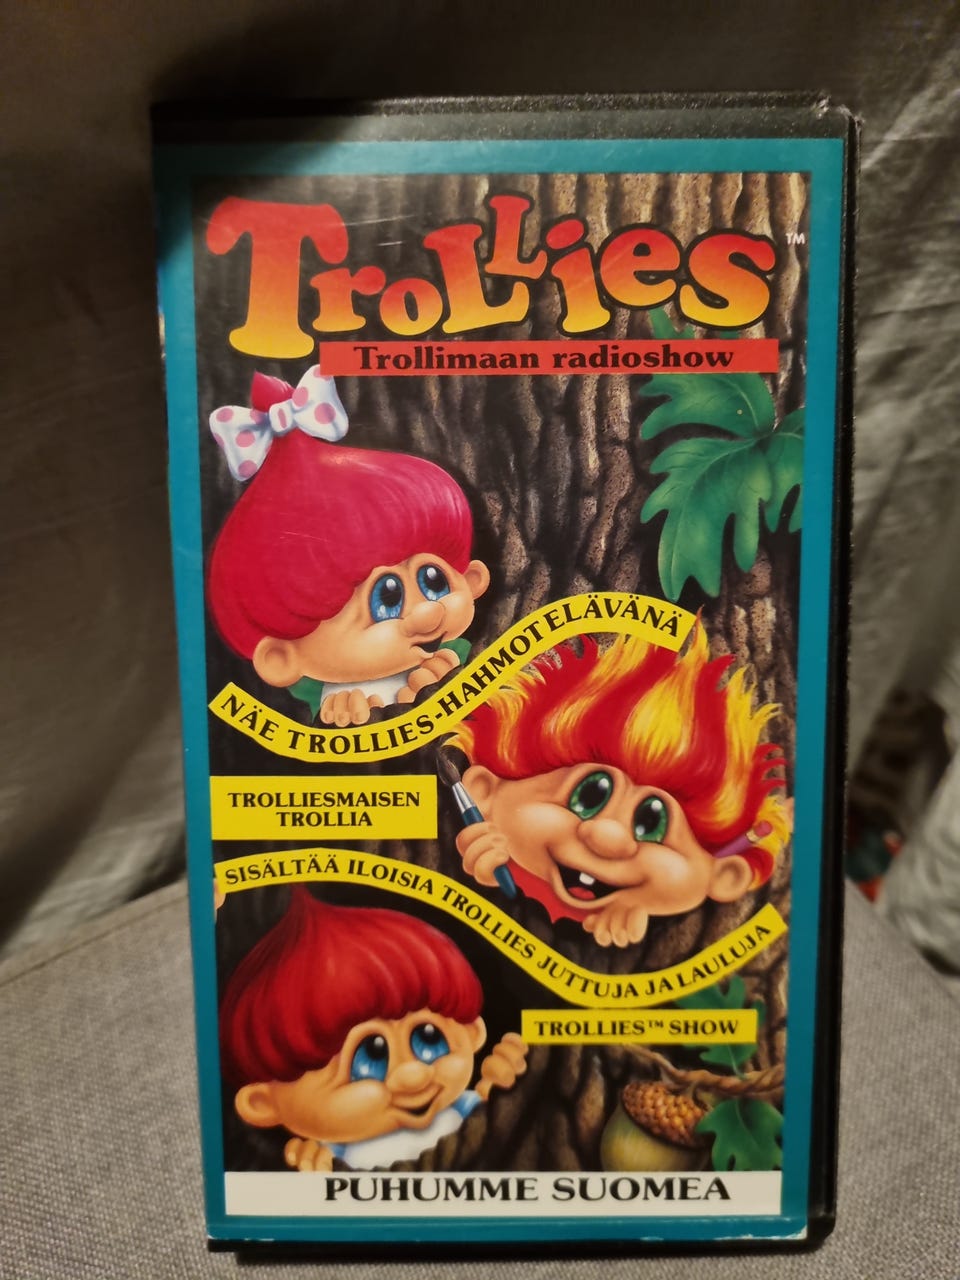 TroLLies™
Trollimaan radioshow
NÄE TROLLIES-HAHMOT ELÄVÄNÄ
TROLLIESMAISEN
TROLLIA
SISÄLTÄÄ ILOISIA TROLLIES JUTTUJA JA LAULUJA
TROLLIES™ SHOW
PUHUMME SUOMEA